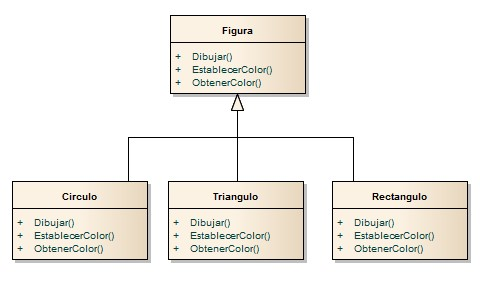 Figura
+ Dibujar()
+ EstablecerColor()
+ ObtenerColor()
Circulo
+ Dibujar()
+ EstablecerColor()
+ ObtenerColor()
Triangulo
+ Dibujar()
+ EstablecerColor()
+ ObtenerColor()
Rectangulo
+ Dibujar()
+ EstablecerColor()
+ ObtenerColor()